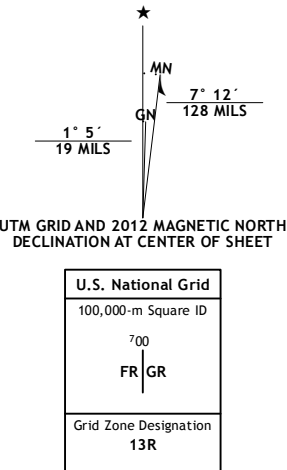 MN
GN
7° 12´
128 MILS
1° 5´
19 MILS
UTM GRID AND 2012 MAGNETIC NORTH
DECLINATION AT CENTER OF SHEET
U.S. National Grid
100,000-m Square ID
⁷00
FR GR
Grid Zone Designation
13R